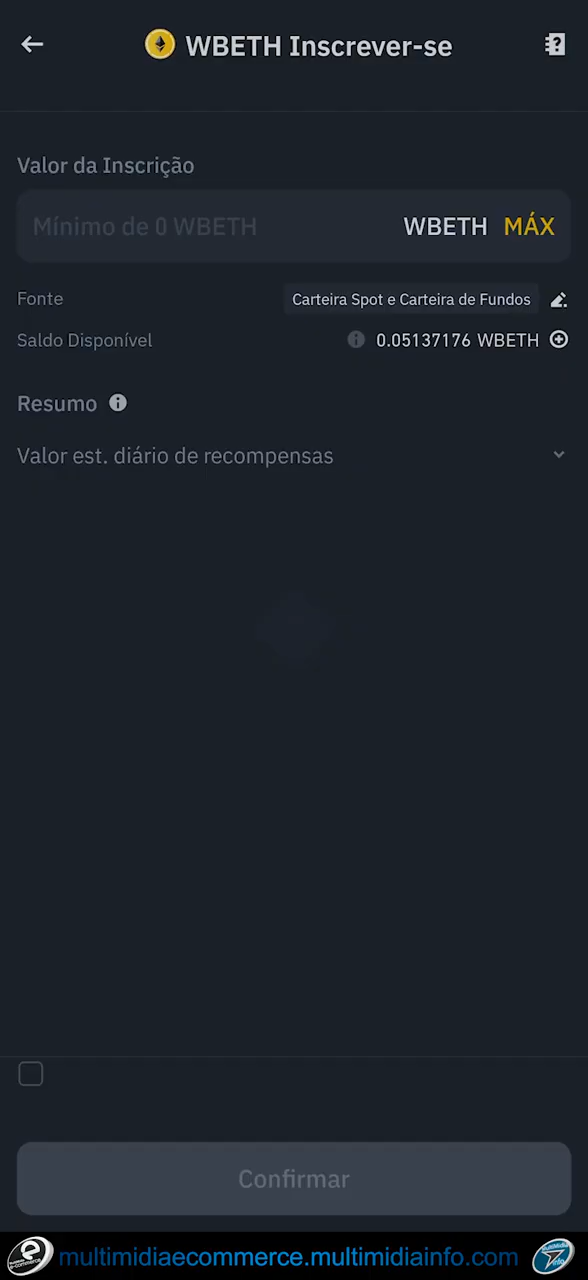 WBETH Inscrever-se
Valor da Inscrição
Mínimo de 0 WBETH WBETH MÁX
Fonte Carteira Spot e Carteira de Fundos
Saldo Disponível 0.05137176 WBETH
Resumo
Valor est. diário de recompensas
Confirmar
multimidiaecommerce.multimidiainfo.com